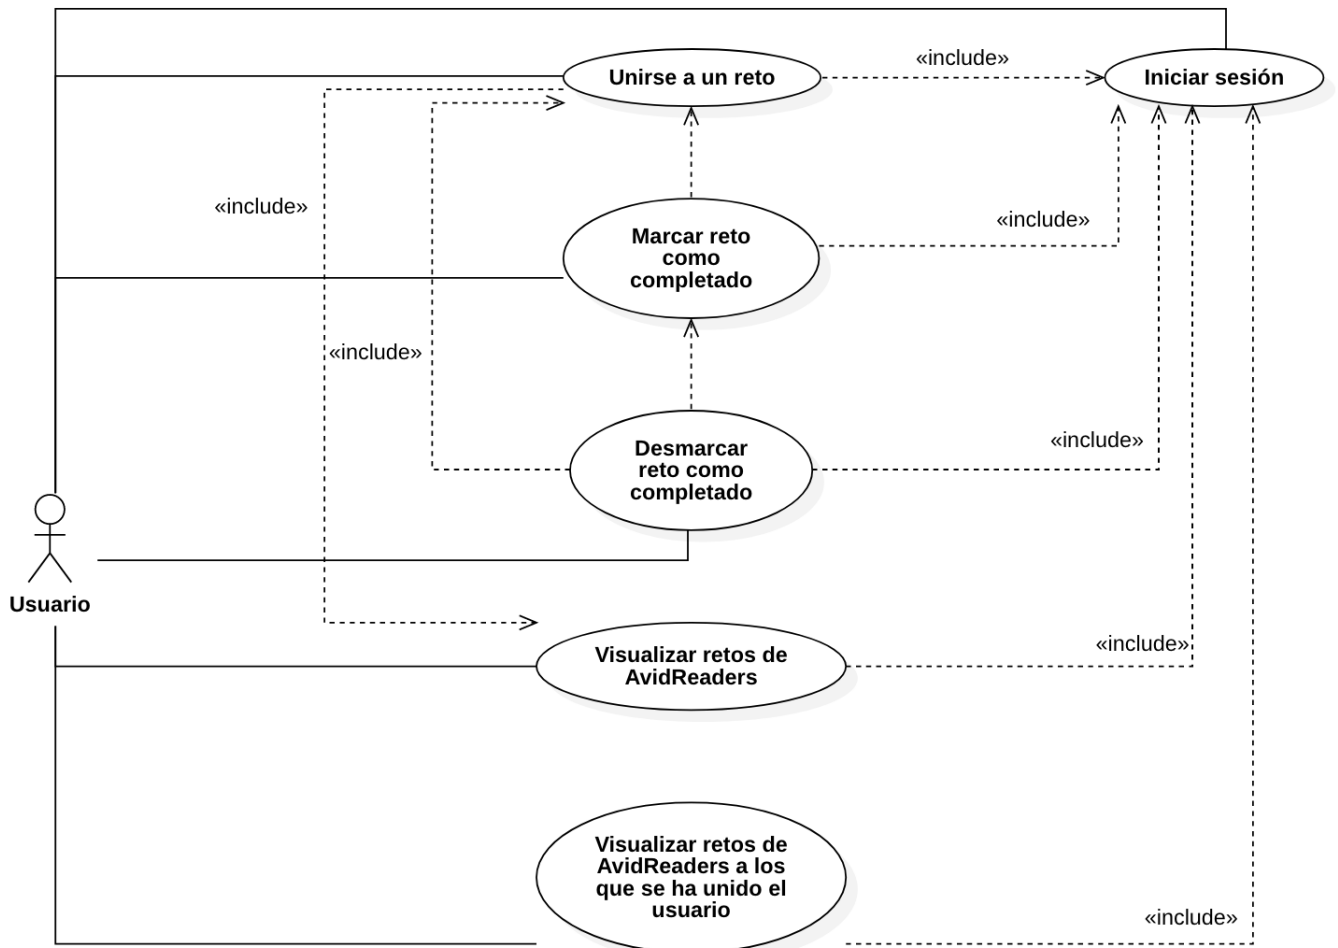 «include»
Unirse a un reto
Iniciar sesión
«include»
«include»
Marcar reto
como
completado
«include»
«include»
Desmarcar
reto como
completado
Usuario
«include»
Visualizar retos de
AvidReaders
Visualizar retos de
AvidReaders a los
que se ha unido el
usuario
«include»